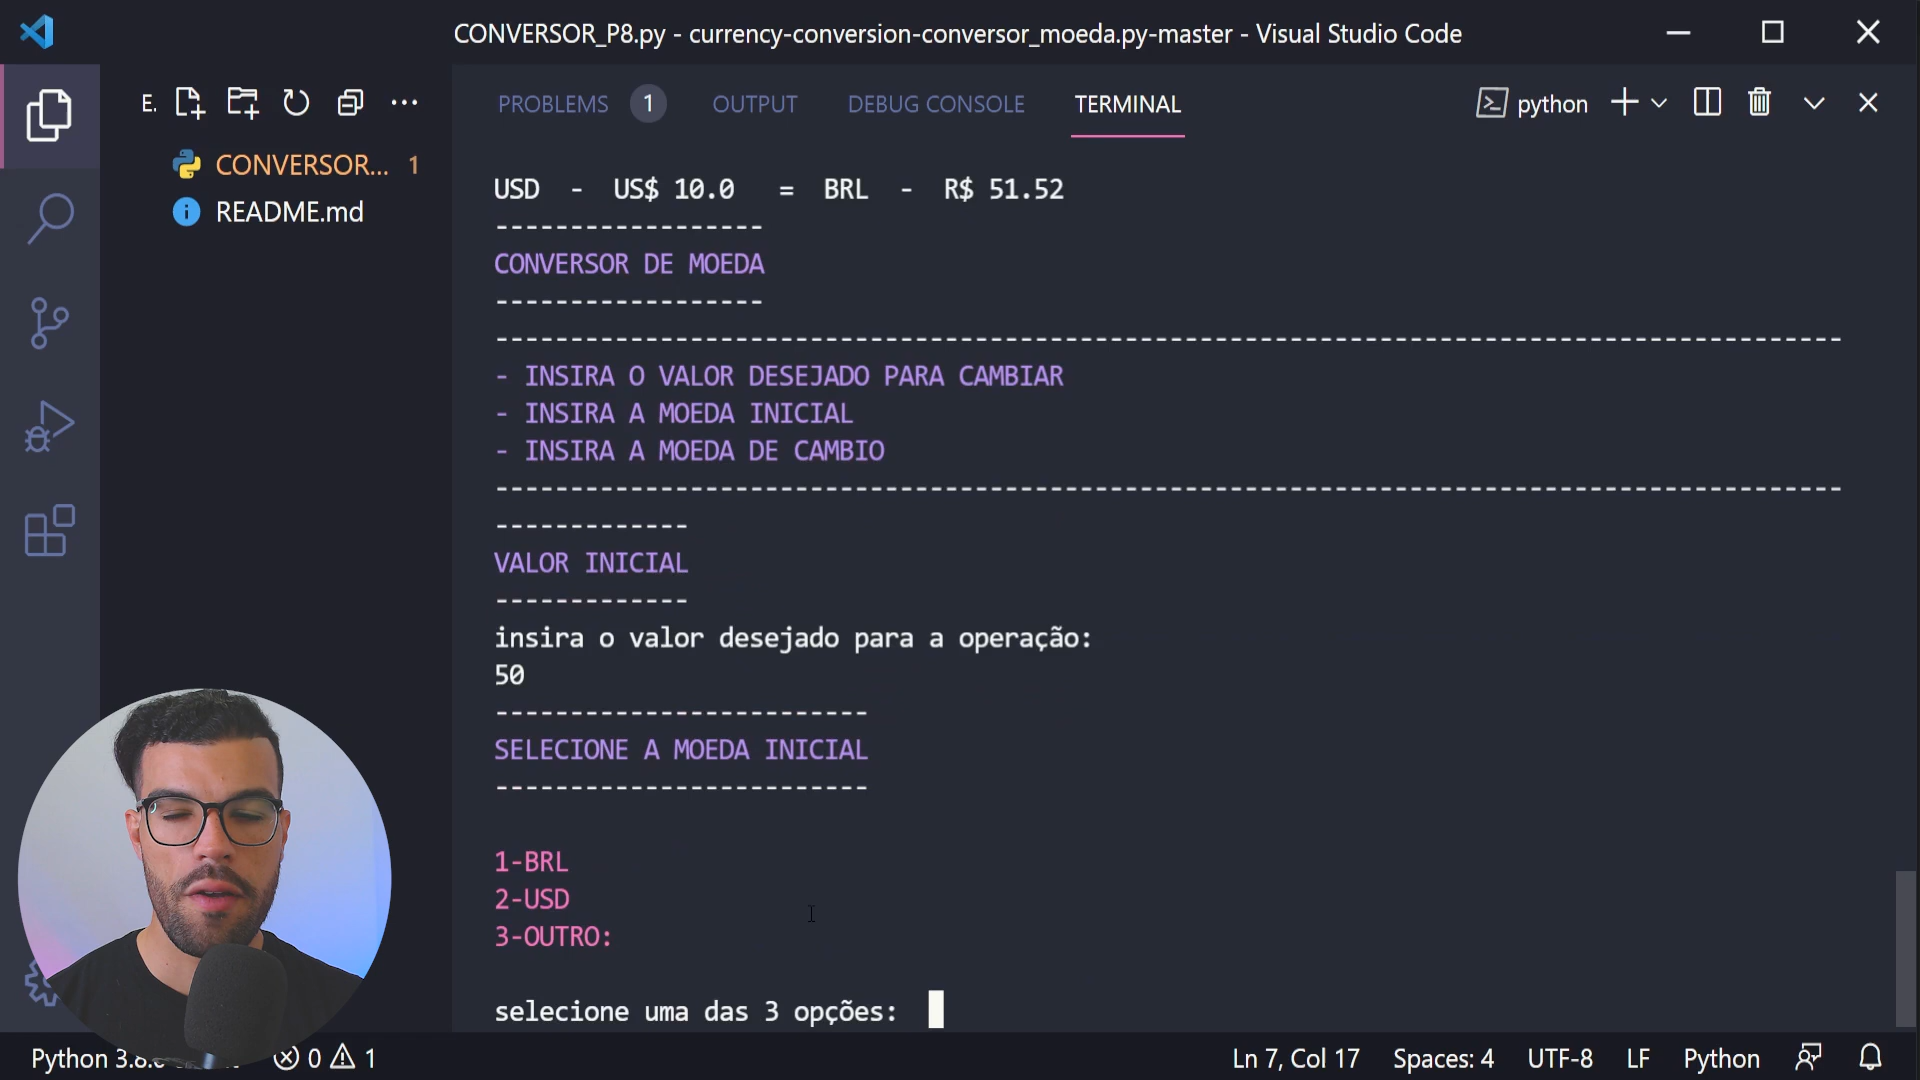 CONVERSOR_P8.py - currency-conversion-conversor_moeda.py-master - Visual Studio Code
E.
CONVERSOR... 1
README.md
PROBLEMS 1 OUTPUT DEBUG CONSOLE TERMINAL
python
USD - US$ 10.0 = BRL - R$ 51.52
------------------
CONVERSOR DE MOEDA
------------------
------------------------------------------------------------------------------------------
- INSIRA O VALOR DESEJADO PARA CAMBIAR
- INSIRA A MOEDA INICIAL
- INSIRA A MOEDA DE CAMBIO
------------------------------------------------------------------------------------------
-------------
VALOR INICIAL
-------------
insira o valor desejado para a operação:
50
-------------------------
SELECIONE A MOEDA INICIAL
-------------------------
1-BRL
2-USD
3-OUTRO:
selecione uma das 3 opções:
Python 3.8. 0 1
Ln 7, Col 17 Spaces: 4 UTF-8 LF Python